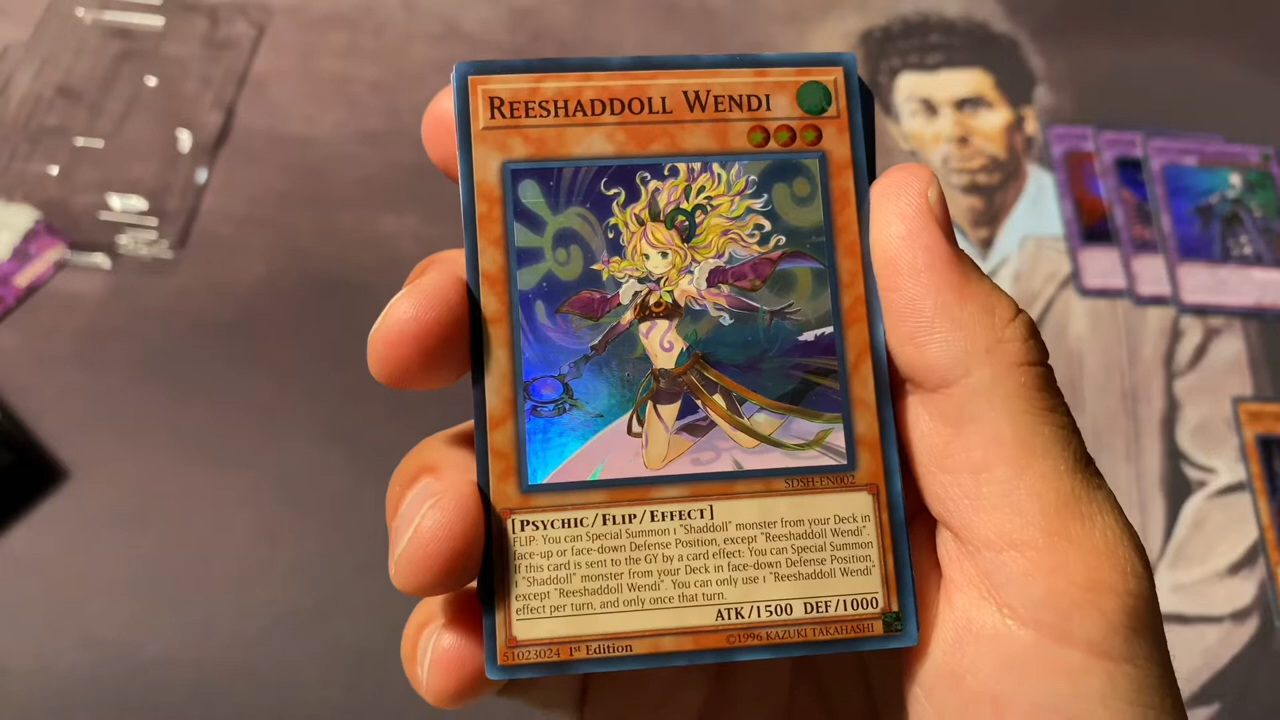 REESHADDOLL WENDI
SDSH-EN002
[PSYCHIC/FLIP/EFFECT]
FLIP: You can Special Summon 1 "Shaddoll" monster from your Deck in
face-up or face-down Defense Position, except "Reeshaddoll Wendi".
If this card is sent to the GY by a card effect: You can Special Summon
1 "Shaddoll" monster from your Deck in face-down Defense Position,
except "Reeshaddoll Wendi". You can only use 1 "Reeshaddoll Wendi"
effect per turn, and only once that turn.
ATK/1500 DEF/1000
51023024 1st Edition ©1996 KAZUKI TAKAHASHI